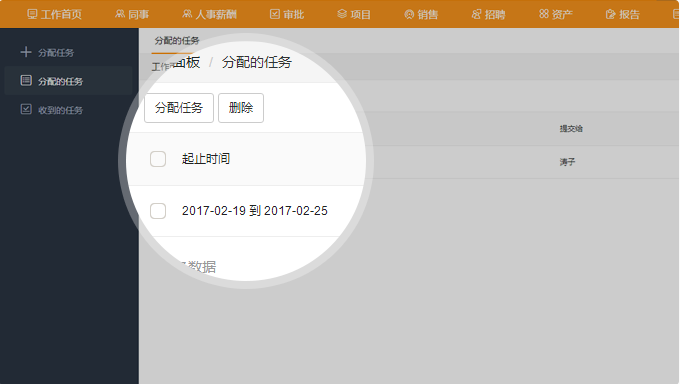 工作首页 同事 人事薪酬 审批 项目 销售 招聘 资产 报告
分配任务
分配的任务
收到的任务
分配的任务
工作 面板 / 分配的任务
分配任务 删除
起止时间 提交给
2017-02-19 到 2017-02-25 涛子
数据